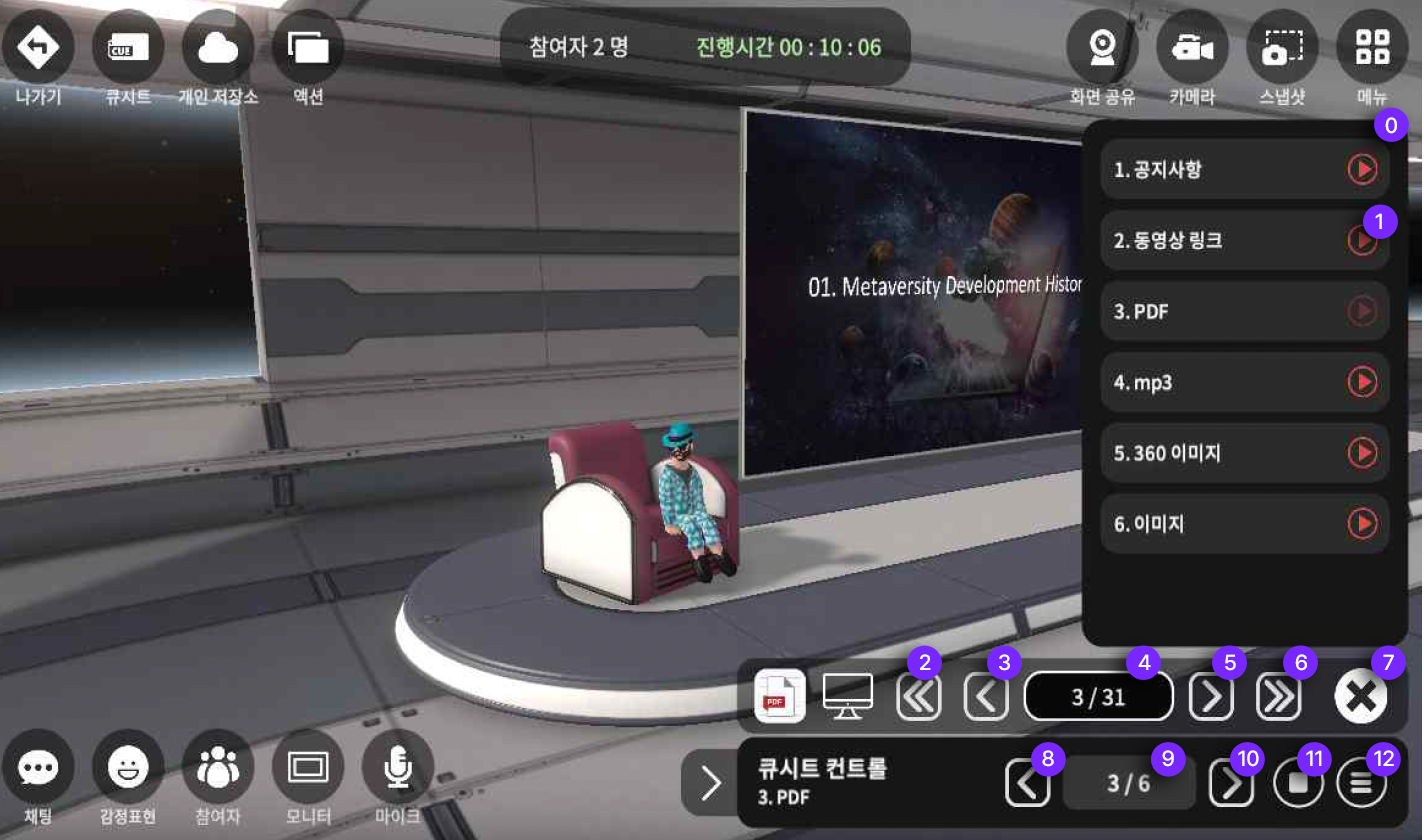 참여자 2 명 진행시간 00 : 10 : 06
나가기 큐시트 개인 저장소 액션 화면 공유 카메라 스냅샷 메뉴
0
1. 공지사항
1
2. 동영상 링크
3. PDF
4. mp3
5. 360 이미지
6. 이미지
01. Metaversity Development Histor
2 3 4 5 6 7
PDF 3 / 31
8 9 10 11 12
큐시트 컨트롤
3. PDF
3 / 6
채팅 감정표현 참여자 모니터 마이크
CUE